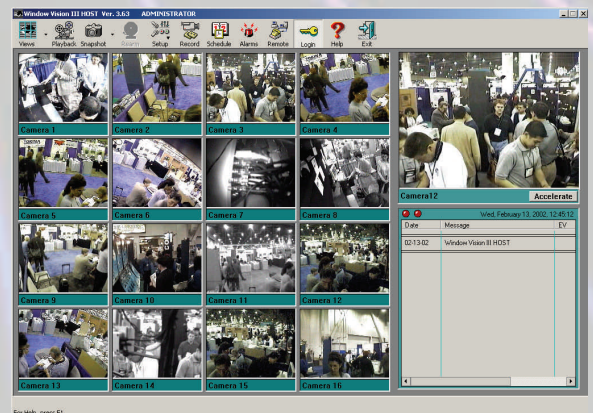 Window Vision III HOST Ver. 3.63 ADMINISTRATOR
Views Playback Snapshot Rearm Setup Record Schedule Alarms Remote Login Help Exit
Camera 1 Camera 2 Camera 3 Camera 4
Camera 5 Camera 6 Camera 7 Camera 8
Camera 9 Camera 10 Camera 11 Camera 12
Camera 13 Camera 14 Camera 15 Camera 16
Camera12 Accelerate
Wed, February 13, 2002, 12:45:12
Date Message EV
02-13-02 Window Vision III HOST
For Help, press F1